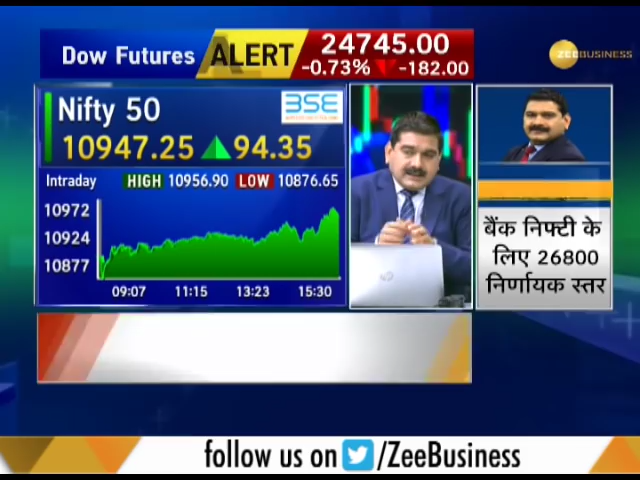 Dow Futures
ALERT
24745.00
-0.73% -182.00
ZEEBUSINESS
Nifty 50
BSE
10947.25 94.35
Intraday HIGH 10956.90 LOW 10876.65
10972
10924
10877
09:07 11:15 13:23 15:30
बैंक निफ्टी के
लिए 26800
निर्णायक स्तर
follow us on /ZeeBusiness